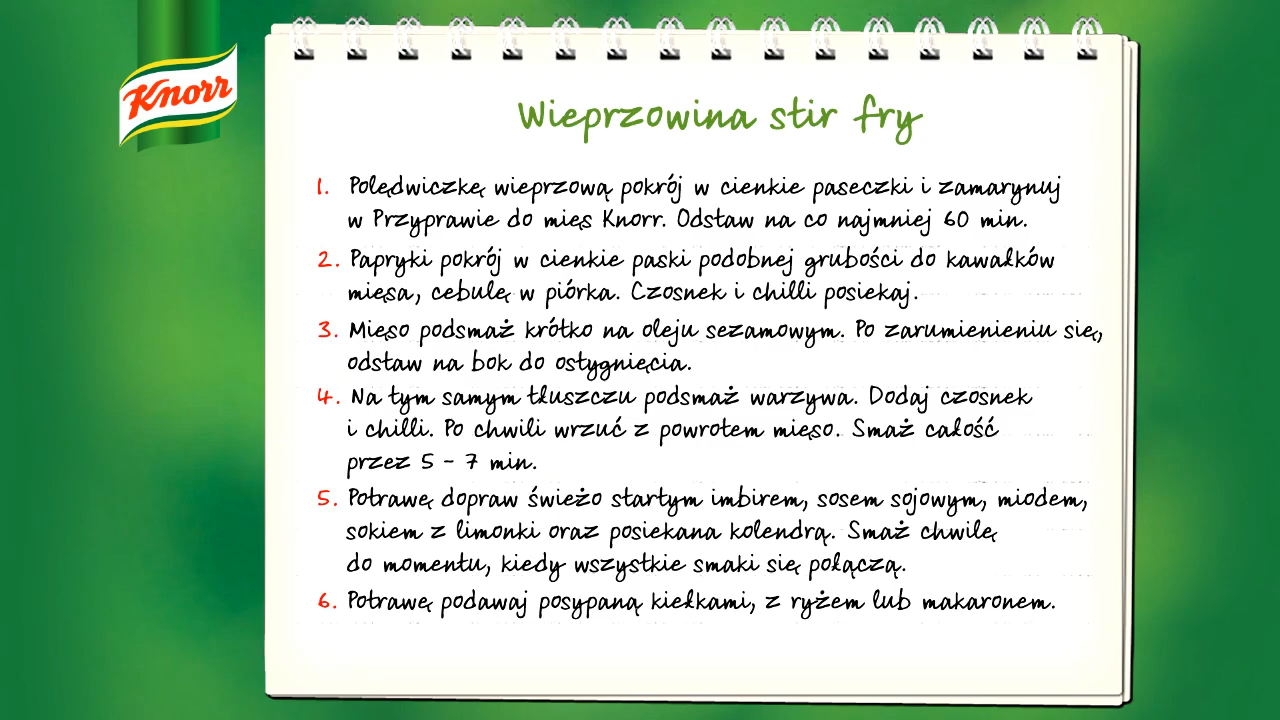 Knorr
Wieprzowina stir fry
1. Polędwiczkę wieprzową pokrój w cienkie paseczki i zamarynuj
w Przyprawie do mięs Knorr. Odstaw na co najmniej 60 min.
2. Papryki pokrój w cienkie paski podobnej grubości do kawałków
mięsa, cebulę w piórka. Czosnek i chilli posiekaj.
3. Mięso podsmaż krótko na oleju sezamowym. Po zarumienieniu się,
odstaw na bok do ostygnięcia.
4. Na tym samym tłuszczu podsmaż warzywa. Dodaj czosnek
i chilli. Po chwili wrzuć z powrotem mięso. Smaż całość
przez 5 - 7 min.
5. Potrawę dopraw świeżo startym imbirem, sosem sojowym, miodem,
sokiem z limonki oraz posiekana kolendrą. Smaż chwilę
do momentu, kiedy wszystkie smaki się połączą.
6. Potrawę podawaj posypaną kiełkami, z ryżem lub makaronem.